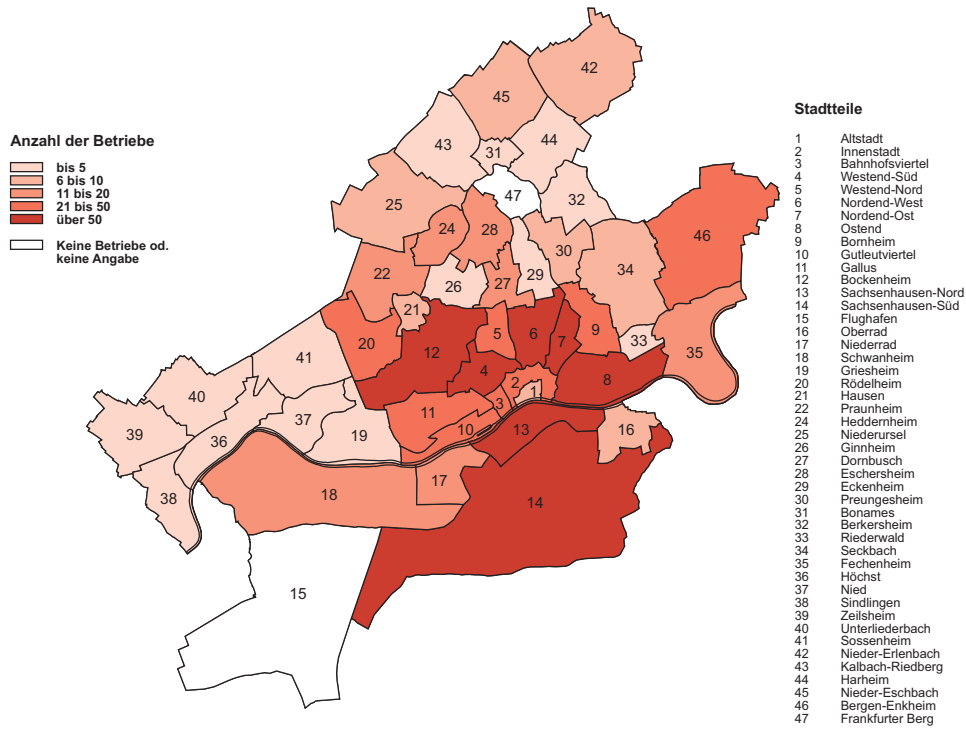 Anzahl der Betriebe
bis 5
6 bis 10
11 bis 20
21 bis 50
über 50
Keine Betriebe od.
keine Angabe
42
45
43
44
31
47
32
25
24
28
46
30
34
22
26
27
29
21
20
5
6
9
33
7
35
12
41
4
8
40
2
1
3
11
37
39
36
19
10
13
16
38
18
17
14
15
Stadtteile
1 Altstadt
2 Innenstadt
3 Bahnhofsviertel
4 Westend-Süd
5 Westend-Nord
6 Nordend-West
7 Nordend-Ost
8 Ostend
9 Bornheim
10 Gutleutviertel
11 Gallus
12 Bockenheim
13 Sachsenhausen-Nord
14 Sachsenhausen-Süd
15 Flughafen
16 Oberrad
17 Niederrad
18 Schwanheim
19 Griesheim
20 Rödelheim
21 Hausen
22 Praunheim
24 Heddernheim
25 Niederursel
26 Ginnheim
27 Dornbusch
28 Eschersheim
29 Eckenheim
30 Preungesheim
31 Bonames
32 Berkersheim
33 Riederwald
34 Seckbach
35 Fechenheim
36 Höchst
37 Nied
38 Sindlingen
39 Zeilsheim
40 Unterliederbach
41 Sossenheim
42 Nieder-Erlenbach
43 Kalbach-Riedberg
44 Harheim
45 Nieder-Eschbach
46 Bergen-Enkheim
47 Frankfurter Berg